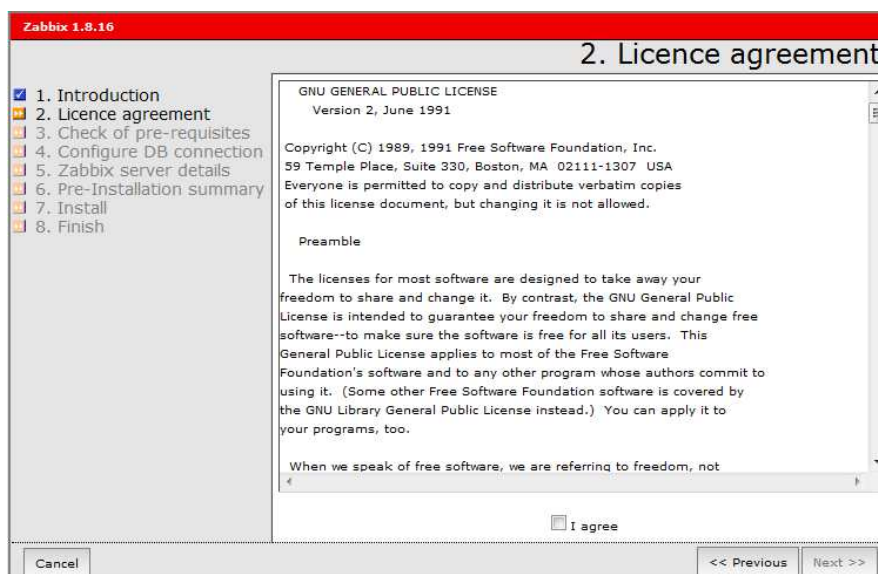 Zabbix 1.8.16
2. Licence agreement
1. Introduction
2. Licence agreement
3. Check of pre-requisites
4. Configure DB connection
5. Zabbix server details
6. Pre-Installation summary
7. Install
8. Finish
GNU GENERAL PUBLIC LICENSE
Version 2, June 1991
Copyright (C) 1989, 1991 Free Software Foundation, Inc.
59 Temple Place, Suite 330, Boston, MA  02111-1307  USA
Everyone is permitted to copy and distribute verbatim copies
of this license document, but changing it is not allowed.
Preamble
The licenses for most software are designed to take away your
freedom to share and change it.  By contrast, the GNU General Public
License is intended to guarantee your freedom to share and change free
software--to make sure the software is free for all its users.  This
General Public License applies to most of the Free Software
Foundation's software and to any other program whose authors commit to
using it.  (Some other Free Software Foundation software is covered by
the GNU Library General Public License instead.)  You can apply it to
your programs, too.
When we speak of free software, we are referring to freedom, not
I agree
Cancel
<< Previous
Next >>